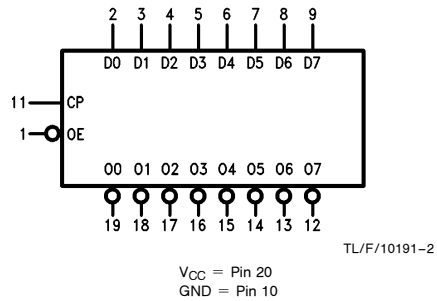 2 3 4 5 6 7 8 9
D0 D1 D2 D3 D4 D5 D6 D7
11 CP
1 OE
O0 O1 O2 O3 O4 O5 O6 O7
19 18 17 16 15 14 13 12
TL/F/10191–2
VCC = Pin 20
GND = Pin 10